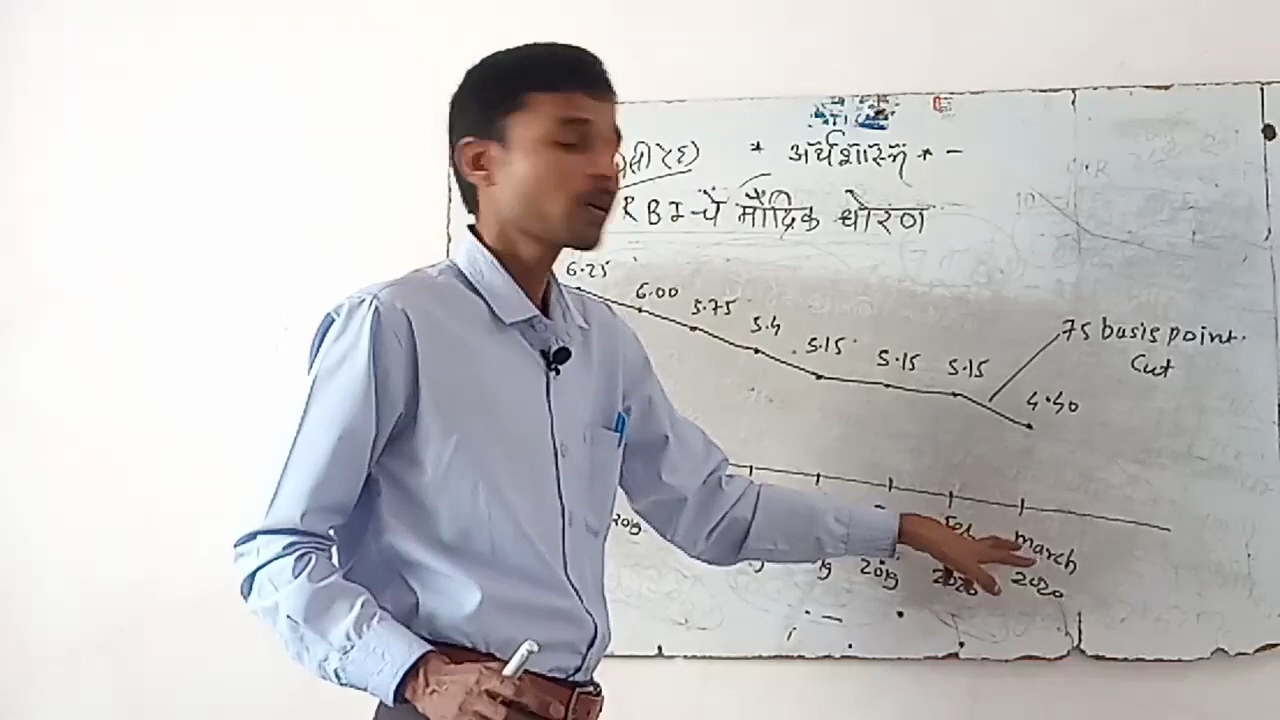 * अर्थशास्त्र * -
RBI-चें मौद्रिक धोरण
6.25
6.00
5.75
5.4
5.15
5.15
5.15
75 basis point.
Cut
4.40
2019
2019
Feb
2020
march
2020